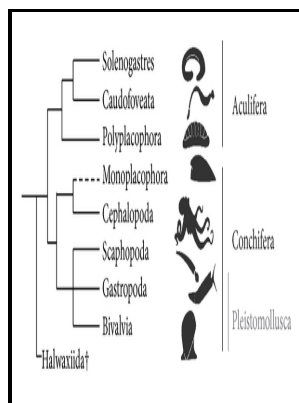 Solenogastres
Caudofoveata
Aculifera
Polyplacophora
Monoplacophora
Cephalopoda
Conchifera
Scaphopoda
Gastropoda
Pleistomollusca
Bivalvia
Halwaxiida†